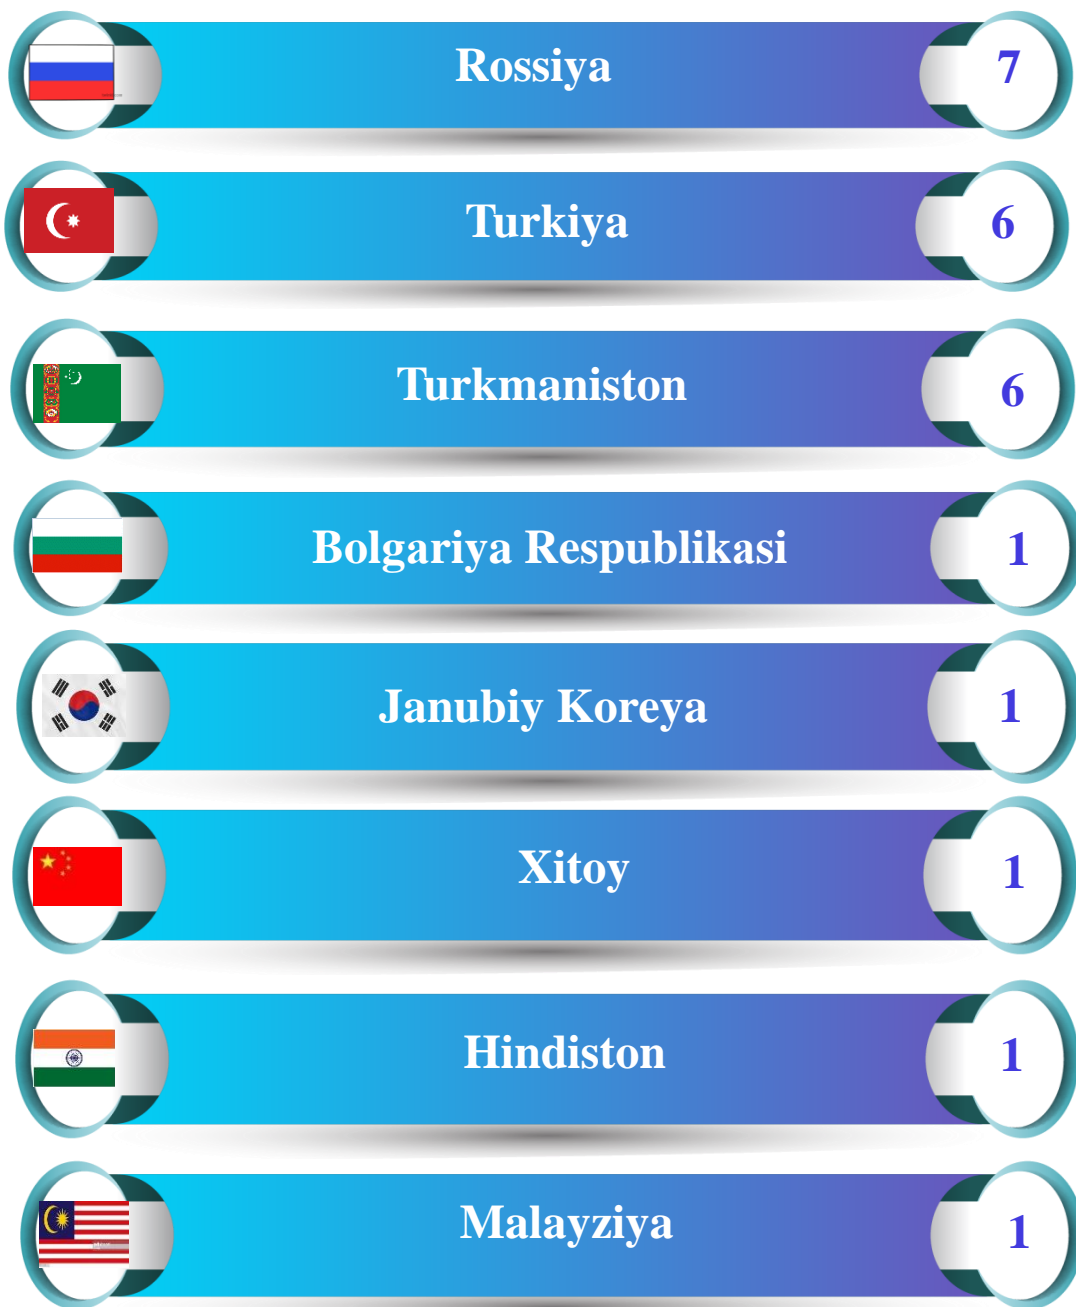 Rossiya 7
Turkiya 6
Turkmaniston 6
Bolgariya Respublikasi 1
Janubiy Koreya 1
Xitoy 1
Hindiston 1
Malayziya 1